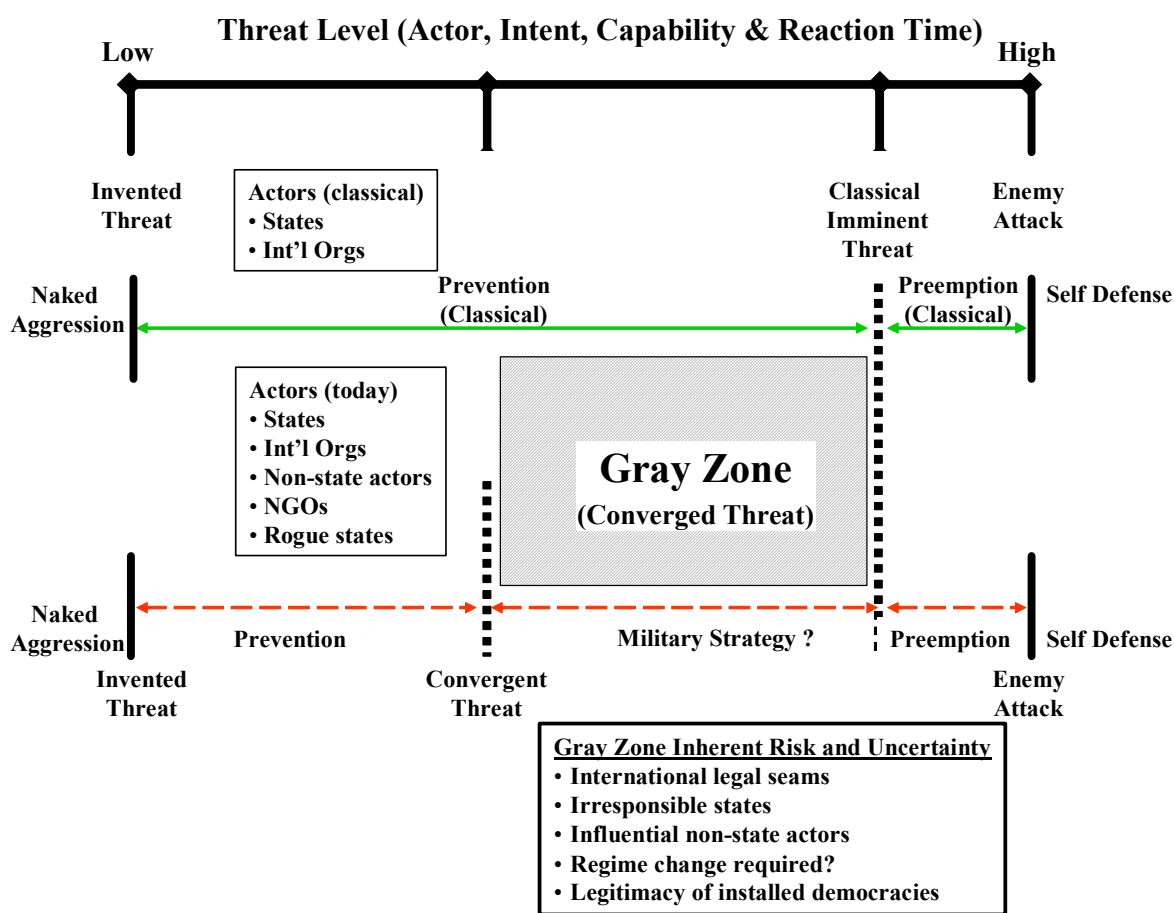 Threat Level (Actor, Intent, Capability & Reaction Time)
Low
High
Invented
Threat
Actors (classical)
• States
• Int’l Orgs
Classical
Imminent
Threat
Enemy
Attack
Naked
Aggression
Prevention
(Classical)
Preemption
(Classical)
Self Defense
Actors (today)
• States
• Int’l Orgs
• Non-state actors
• NGOs
• Rogue states
Gray Zone
(Converged Threat)
Naked
Aggression
Prevention
Military Strategy ?
Preemption
Self Defense
Invented
Threat
Convergent
Threat
Enemy
Attack
Gray Zone Inherent Risk and Uncertainty
• International legal seams
• Irresponsible states
• Influential non-state actors
• Regime change required?
• Legitimacy of installed democracies